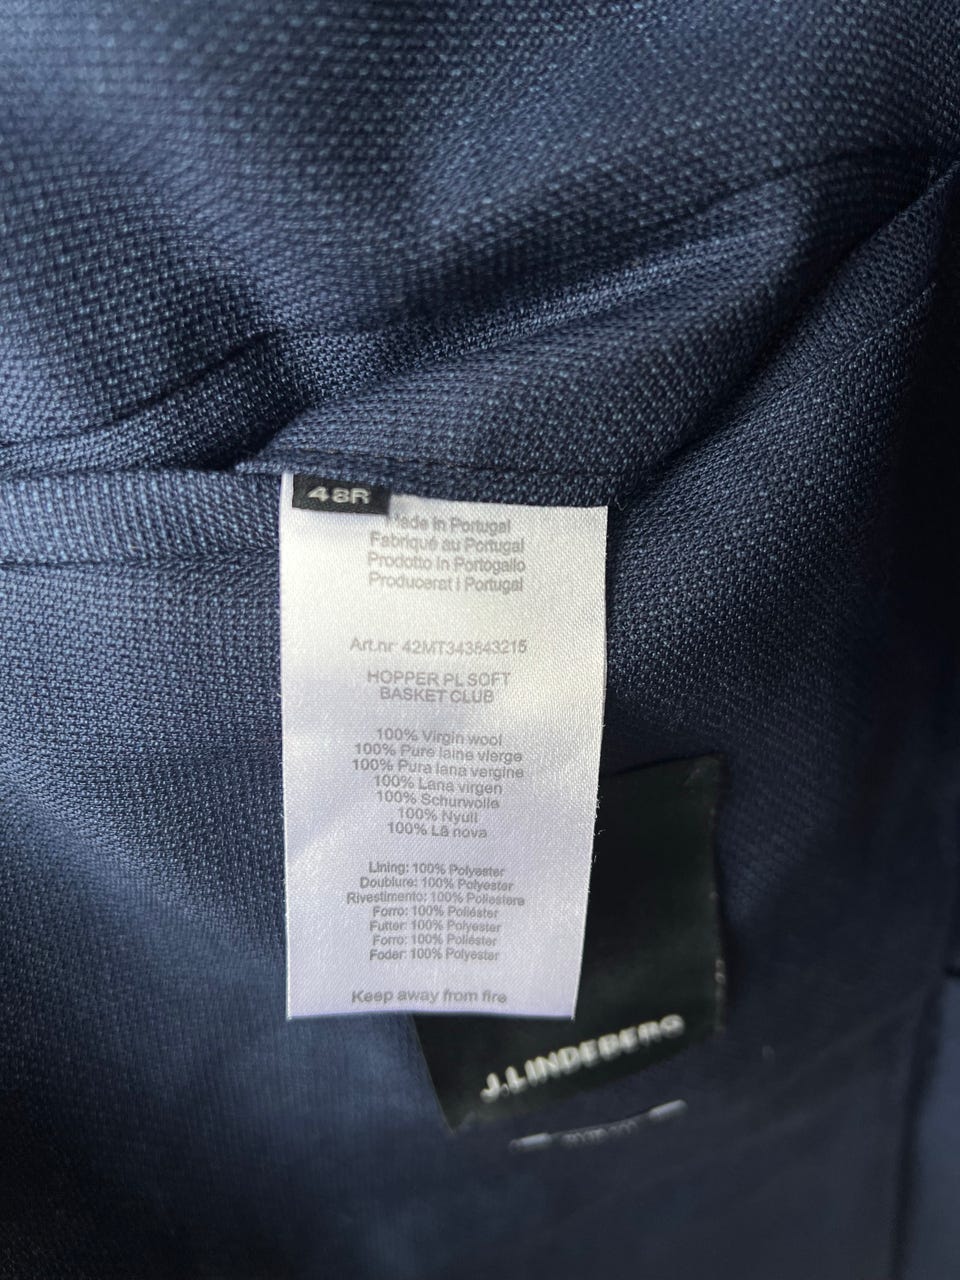 48R
Made in Portugal
Fabriqué au Portugal
Prodotto in Portogallo
Producerat i Portugal
Art.nr: 42MT343843215
HOPPER PL SOFT
BASKET CLUB
100% Virgin wool
100% Pure laine vierge
100% Pura lana vergine
100% Lana virgen
100% Schurwolle
100% Nyull
100% Lã nova
Lining: 100% Polyester
Doublure: 100% Polyester
Rivestimento: 100% Poliestere
Forro: 100% Poliéster
Futter: 100% Polyester
Forro: 100% Poliéster
Foder: 100% Polyester
Keep away from fire
J.LINDEBERG